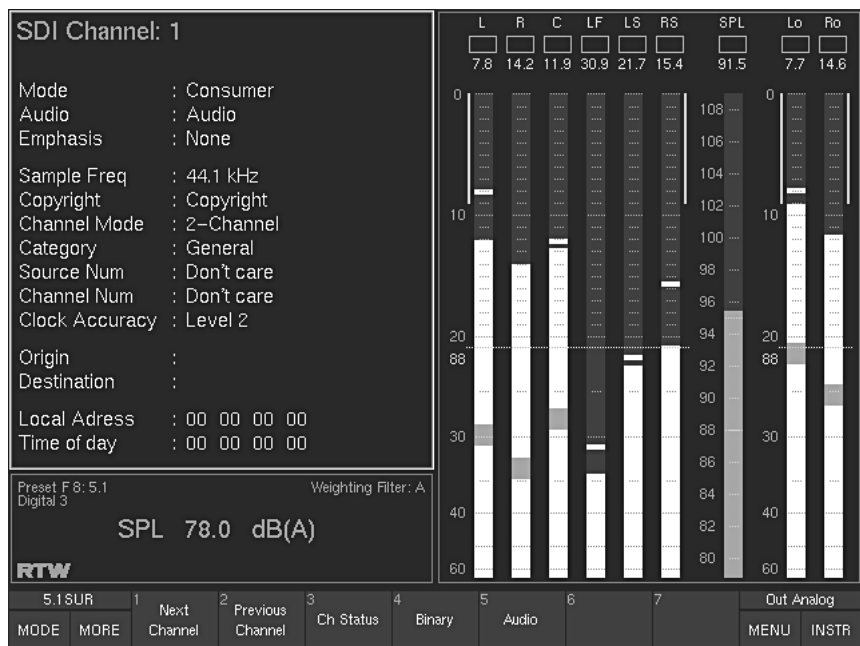 SDI Channel: 1
Mode : Consumer
Audio : Audio
Emphasis : None
Sample Freq : 44.1 kHz
Copyright : Copyright
Channel Mode : 2-Channel
Category : General
Source Num : Don't care
Channel Num : Don't care
Clock Accuracy : Level 2
Origin :
Destination :
Local Adress : 00 00 00 00
Time of day : 00 00 00 00
Preset F 8: 5.1 Weighting Filter: A
Digital 3
SPL 78.0 dB(A)
RTW
L R C LF LS RS SPL Lo Ro
7.8 14.2 11.9 30.9 21.7 15.4 91.5 7.7 14.6
0
10
20
88
30
40
60
108
106
104
102
100
98
96
94
92
90
88
86
84
82
80
0
10
20
88
30
40
60
5.1SUR
MODE MORE
1 Next Channel
2 Previous Channel
3 Ch Status
4 Binary
5 Audio
6
7
Out Analog
MENU INSTR